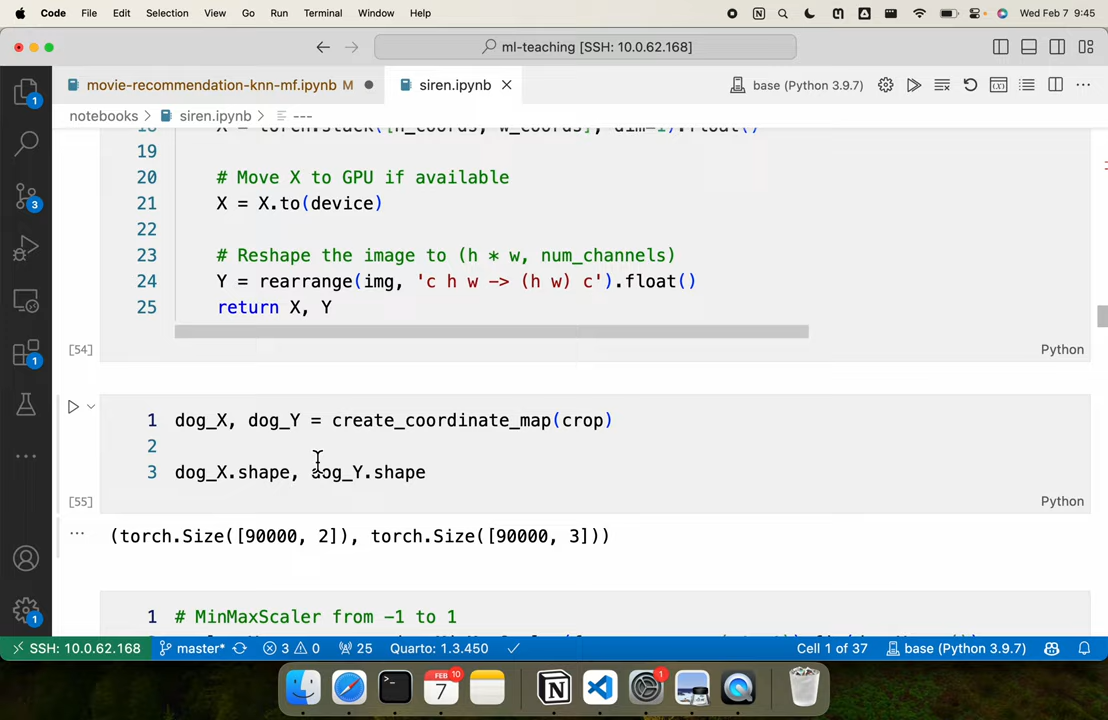 Code File Edit Selection View Go Run Terminal Window Help Wed Feb 7 9:45
ml-teaching [SSH: 10.0.62.168]
movie-recommendation-knn-mf.ipynb M siren.ipynb base (Python 3.9.7)
notebooks > siren.ipynb > ---
19
20 # Move X to GPU if available
21 X = X.to(device)
22
23 # Reshape the image to (h * w, num_channels)
24 Y = rearrange(img, 'c h w -> (h w) c').float()
25 return X, Y
[54] Python
1 dog_X, dog_Y = create_coordinate_map(crop)
2
3 dog_X.shape, dog_Y.shape
[55] Python
... (torch.Size([90000, 2]), torch.Size([90000, 3]))
1 # MinMaxScaler from -1 to 1
SSH: 10.0.62.168 master* 3 0 25 Quarto: 1.3.450 Cell 1 of 37 base (Python 3.9.7)
FEB 10
7
1